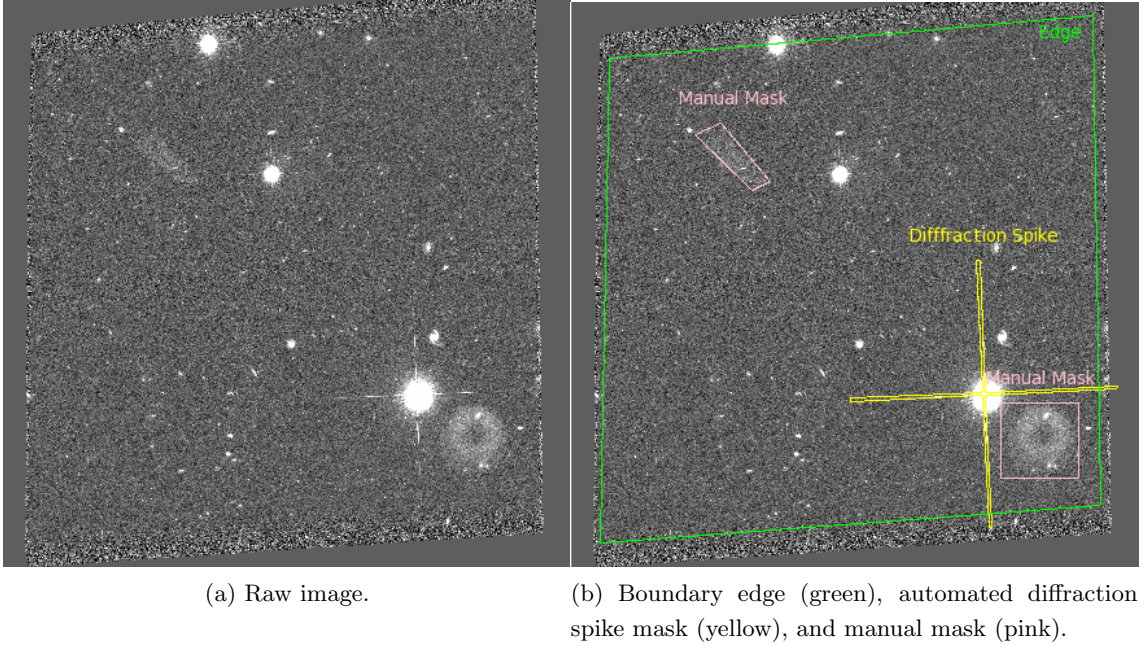 Edge
Manual Mask
Difffraction Spike
Manual Mask
(a) Raw image.
(b) Boundary edge (green), automated diffraction
spike mask (yellow), and manual mask (pink).